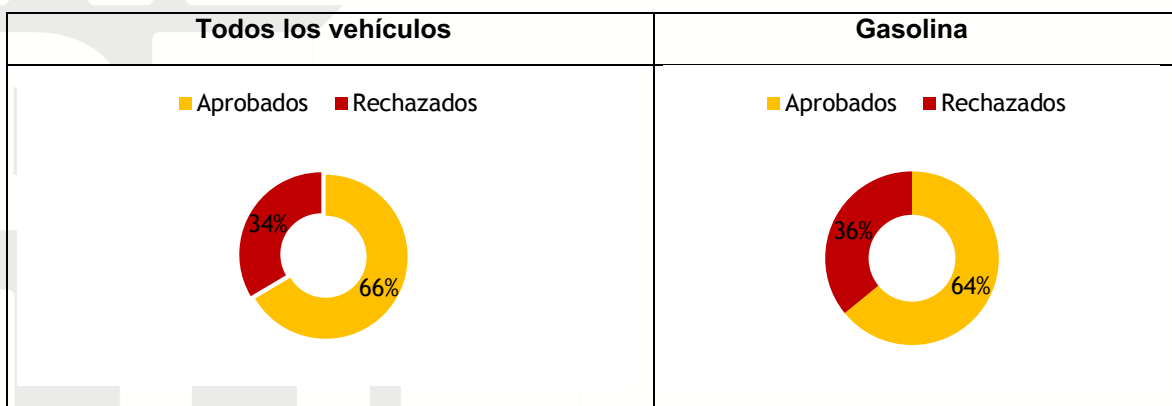 Todos los vehículos
Gasolina
Aprobados Rechazados
34%
66%
Aprobados Rechazados
36%
64%